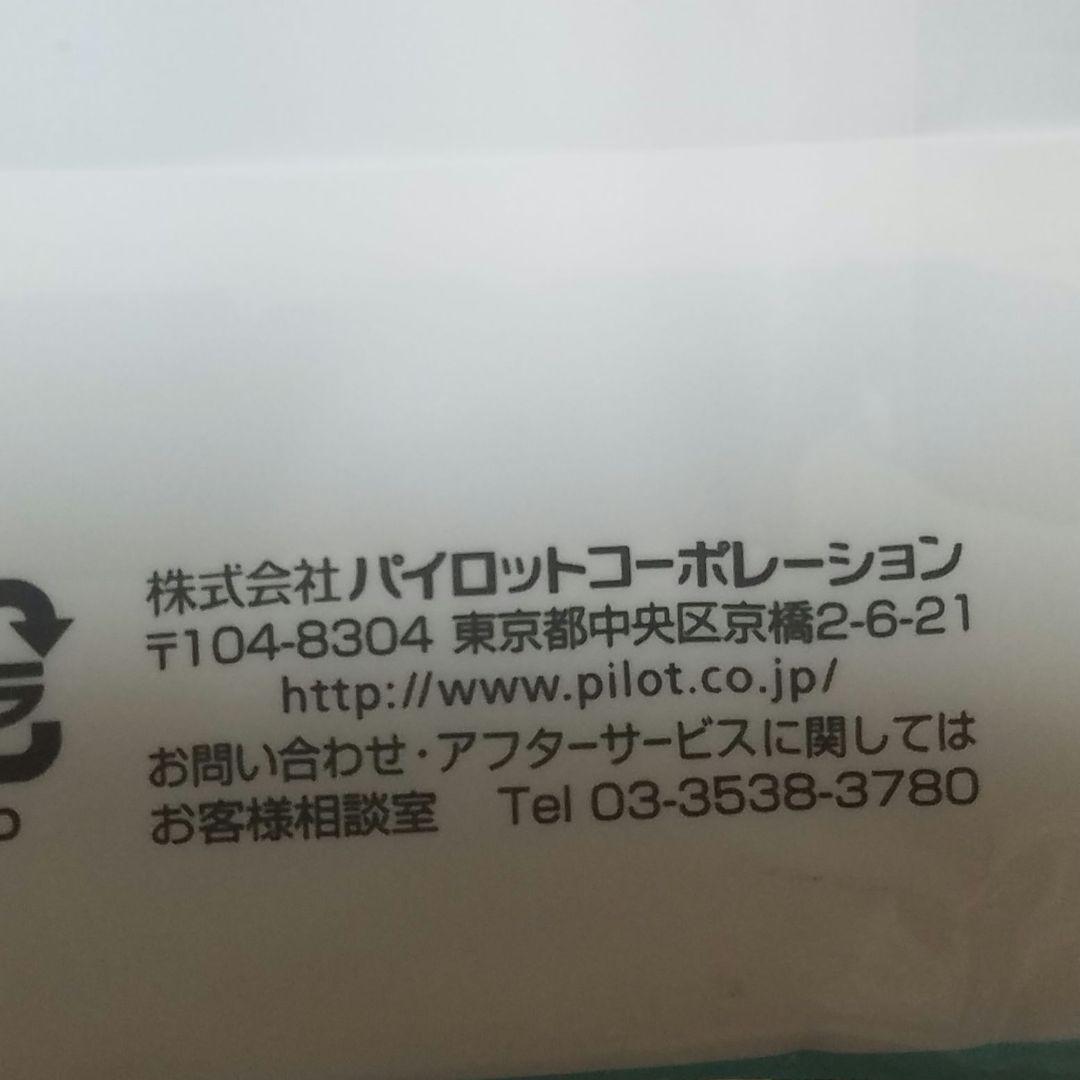 株式会社パイロットコーポレーション
〒104-8304 東京都中央区京橋2-6-21
http://www.pilot.co.jp/
お問い合わせ・アフターサービスに関しては
お客様相談室 Tel 03-3538-3780